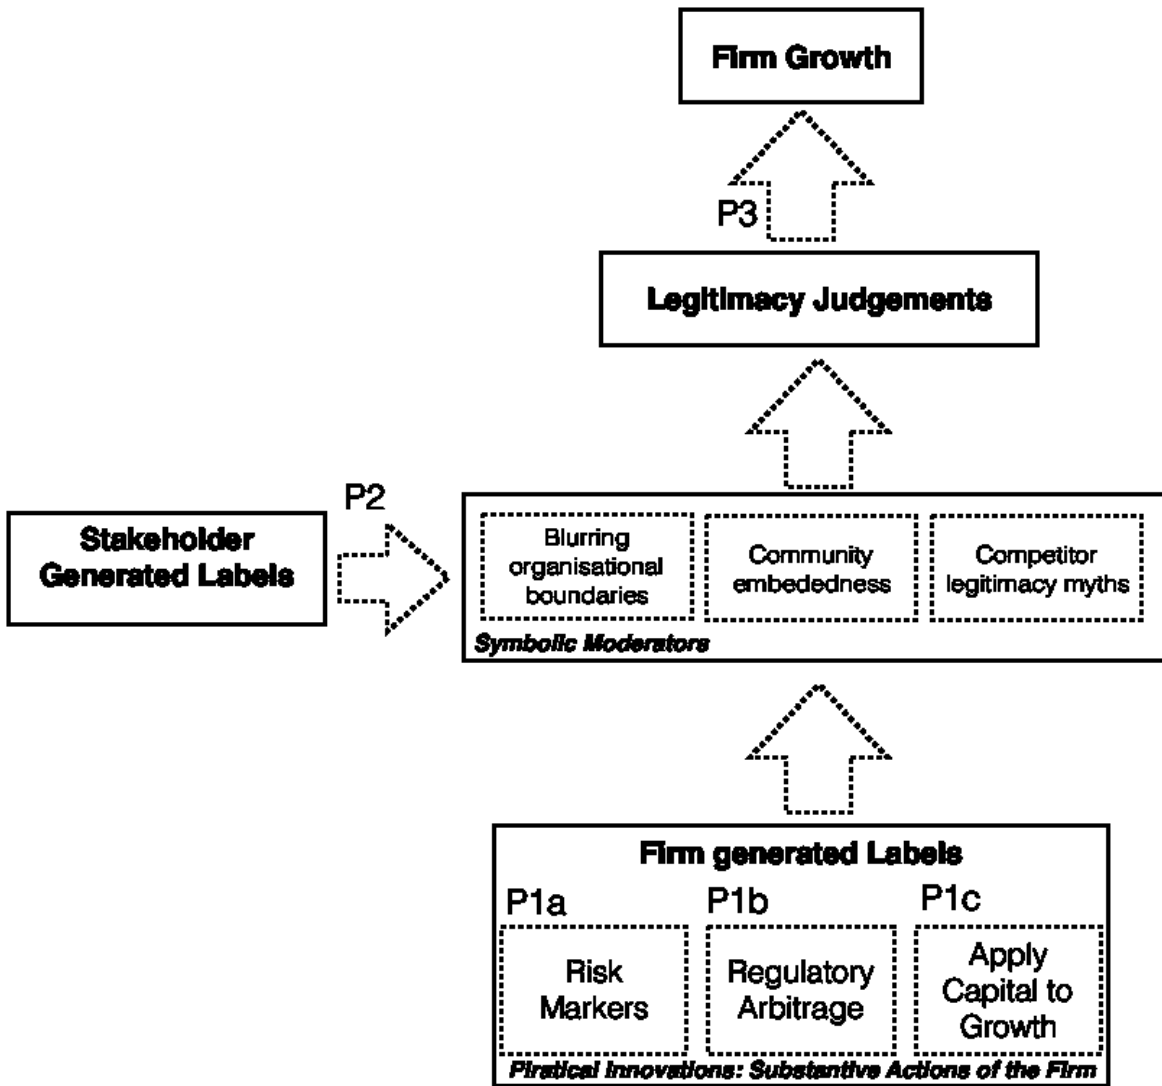 Firm Growth
P3
Legitimacy Judgements
P2
Stakeholder
Generated Labels
Blurring
organisational
boundaries
Community
embededness
Competitor
legitimacy myths
Symbolic Moderators
Firm generated Labels
P1a
P1b
P1c
Risk
Markers
Regulatory
Arbitrage
Apply
Capital to
Growth
Piratical Innovations: Substantive Actions of the Firm